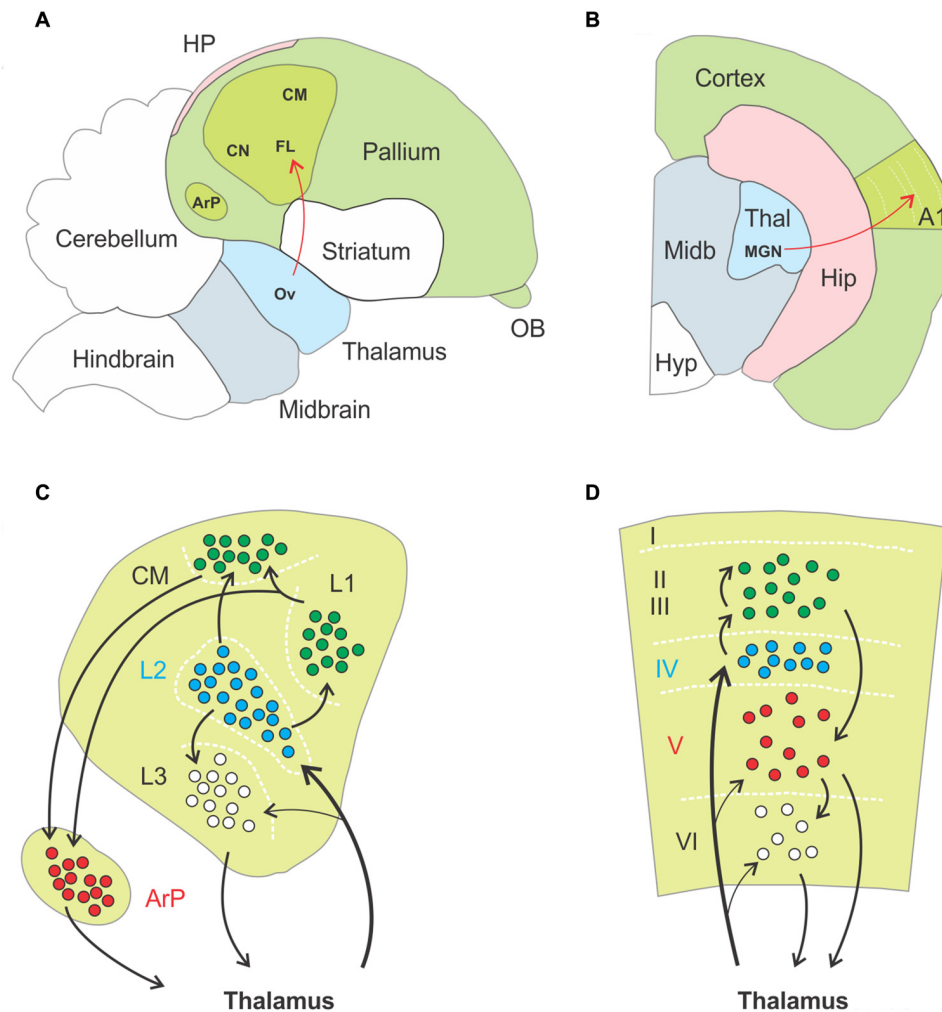 A
HP
CM
CN
FL
Pallium
ArP
Cerebellum
Striatum
Ov
OB
Hindbrain
Thalamus
Midbrain
B
Cortex
Thal
A1
Midb
MGN
Hip
Hyp
C
CM
L1
L2
L3
ArP
Thalamus
D
I
II
III
IV
V
VI
Thalamus